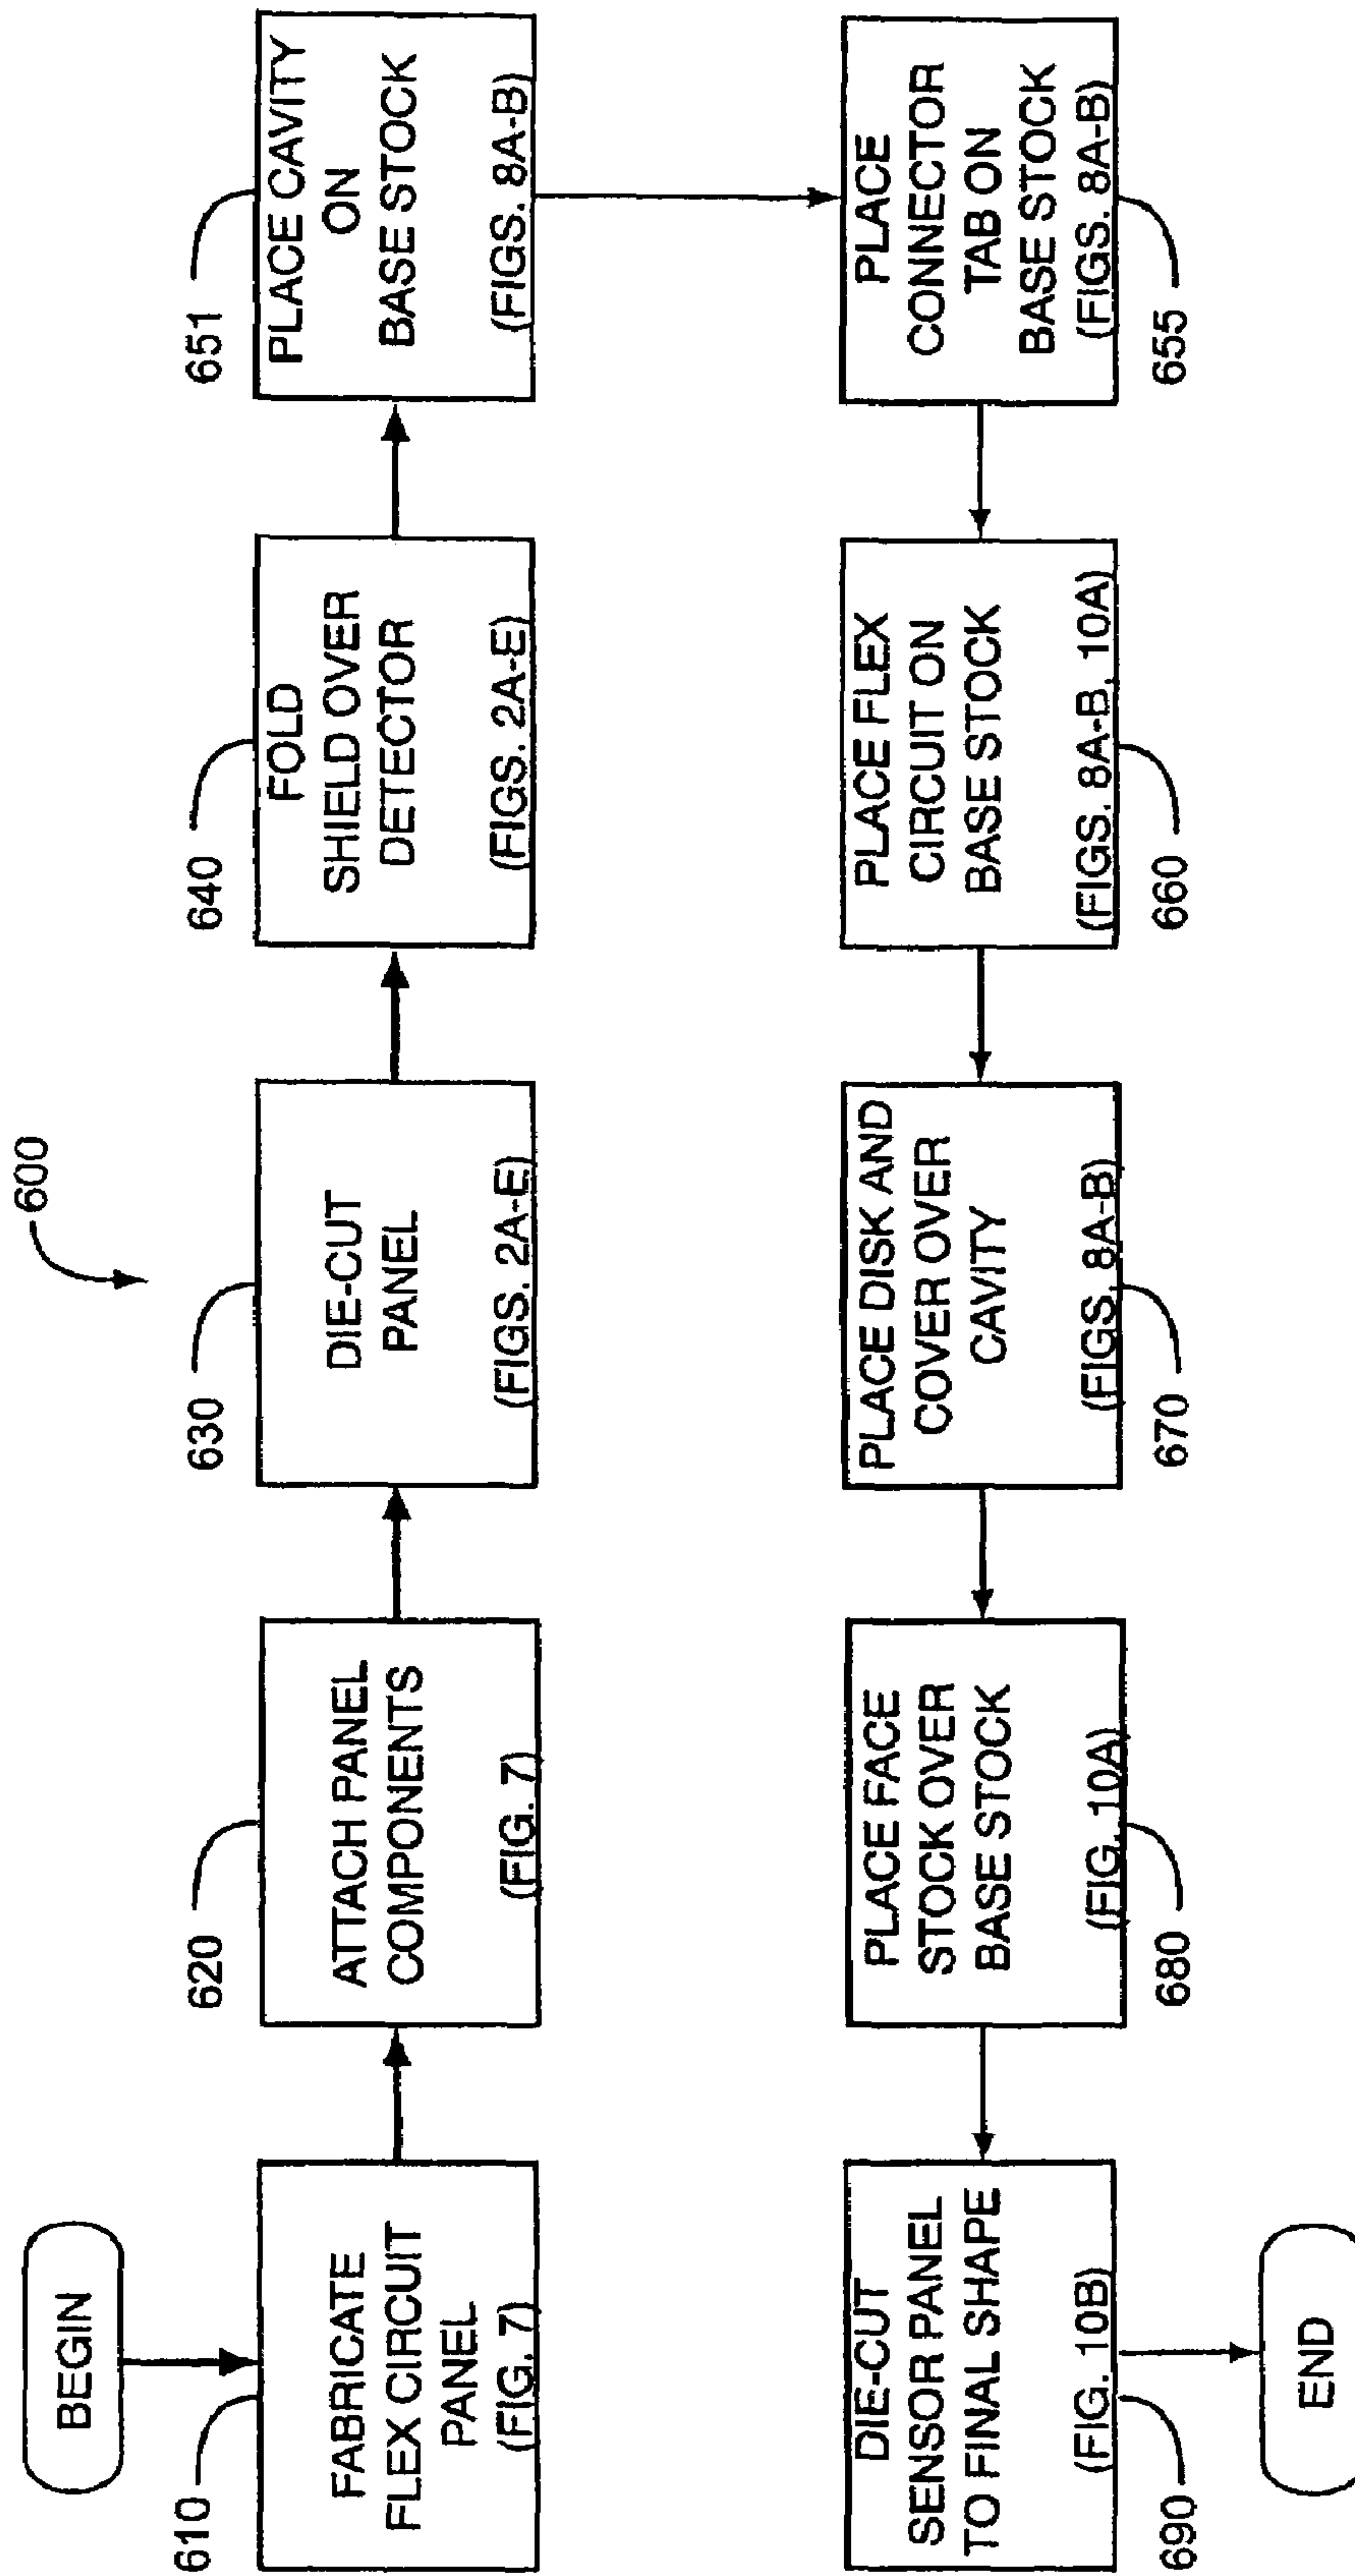 600
BEGIN
610
FABRICATE
FLEX CIRCUIT
PANEL
(FIG. 7)
620
ATTACH PANEL
COMPONENTS
(FIG. 7)
630
DIE-CUT
PANEL
(FIGS. 2A-E)
640
FOLD
SHIELD OVER
DETECTOR
(FIGS. 2A-E)
651
PLACE CAVITY
ON
BASE STOCK
(FIGS. 8A-B)
PLACE
CONNECTOR
TAB ON
BASE STOCK
(FIGS. 8A-B)
655
PLACE FLEX
CIRCUIT ON
BASE STOCK
(FIGS. 8A-B, 10A)
660
PLACE DISK AND
COVER OVER
CAVITY
(FIGS. 8A-B)
670
PLACE FACE
STOCK OVER
BASE STOCK
(FIG. 10A)
680
DIE-CUT
SENSOR PANEL
TO FINAL SHAPE
(FIG. 10B)
690
END